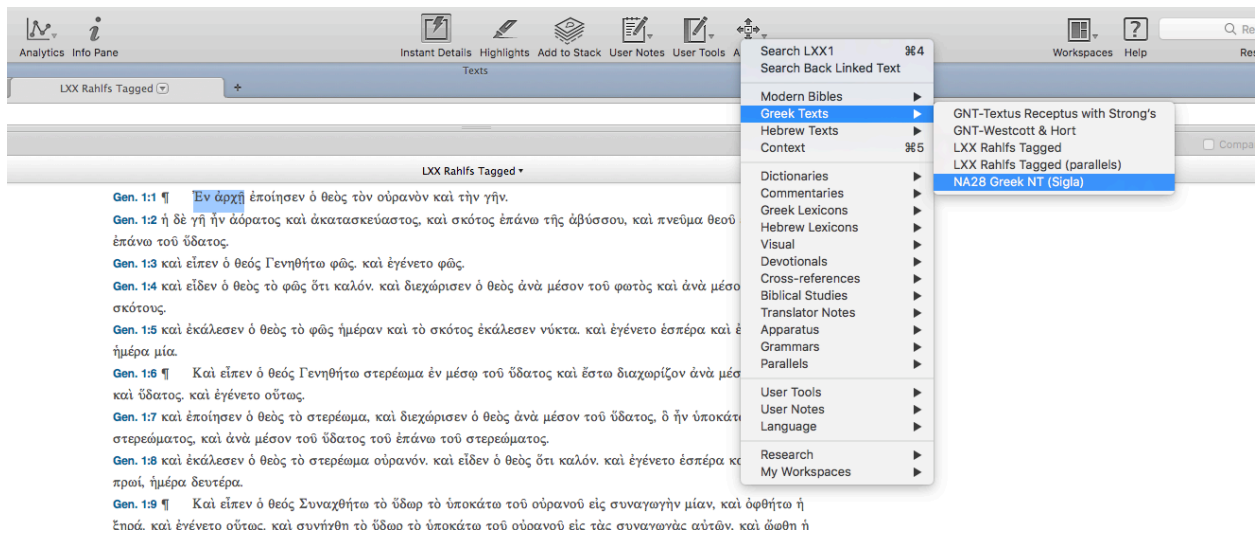 Analytics Info Pane
Instant Details Highlights Add to Stack User Notes User Tools
Workspaces Help
Texts
LXX Rahlfs Tagged
+
LXX Rahlfs Tagged
Gen. 1:1 ¶ Ἐν ἀρχῇ ἐποίησεν ὁ θεὸς τὸν οὐρανὸν καὶ τὴν γῆν.
Gen. 1:2 ἡ δὲ γῆ ἦν ἀόρατος καὶ ἀκατασκεύαστος, καὶ σκότος ἐπάνω τῆς ἀβύσσου, καὶ πνεῦμα θεοῦ
ἐπάνω τοῦ ὕδατος.
Gen. 1:3 καὶ εἶπεν ὁ θεός Γενηθήτω φῶς. καὶ ἐγένετο φῶς.
Gen. 1:4 καὶ εἶδεν ὁ θεὸς τὸ φῶς ὅτι καλόν. καὶ διεχώρισεν ὁ θεὸς ἀνὰ μέσον τοῦ φωτὸς καὶ ἀνὰ μέσο
σκότους.
Gen. 1:5 καὶ ἐκάλεσεν ὁ θεὸς τὸ φῶς ἡμέραν καὶ τὸ σκότος ἐκάλεσεν νύκτα. καὶ ἐγένετο ἑσπέρα καὶ ἐ
ἡμέρα μία.
Gen. 1:6 ¶ Καὶ εἶπεν ὁ θεός Γενηθήτω στερέωμα ἐν μέσῳ τοῦ ὕδατος καὶ ἔστω διαχωρίζον ἀνὰ μέσ
καὶ ὕδατος. καὶ ἐγένετο οὕτως.
Gen. 1:7 καὶ ἐποίησεν ὁ θεὸς τὸ στερέωμα, καὶ διεχώρισεν ὁ θεὸς ἀνὰ μέσον τοῦ ὕδατος, ὃ ἦν ὑποκάτ
στερεώματος, καὶ ἀνὰ μέσον τοῦ ὕδατος τοῦ ἐπάνω τοῦ στερεώματος.
Gen. 1:8 καὶ ἐκάλεσεν ὁ θεὸς τὸ στερέωμα οὐρανόν. καὶ εἶδεν ὁ θεὸς ὅτι καλόν. καὶ ἐγένετο ἑσπέρα κα
πρωί, ἡμέρα δευτέρα.
Gen. 1:9 ¶ Καὶ εἶπεν ὁ θεός Συναχθήτω τὸ ὕδωρ τὸ ὑποκάτω τοῦ οὐρανοῦ εἰς συναγωγὴν μίαν, καὶ ὀφθήτω ἡ
ξηρά. καὶ ἐγένετο οὕτως. καὶ συνήχθη τὸ ὕδωρ τὸ ὑποκάτω τοῦ οὐρανοῦ εἰς τὰς συναγωγὰς αὐτῶν, καὶ ὤφθη ἡ
Search LXX1 ⌘4
Search Back Linked Text
Modern Bibles
Greek Texts
Hebrew Texts
Context ⌘5
Dictionaries
Commentaries
Greek Lexicons
Hebrew Lexicons
Visual
Devotionals
Cross-references
Biblical Studies
Translator Notes
Apparatus
Grammars
Parallels
User Tools
User Notes
Language
Research
My Workspaces
GNT-Textus Receptus with Strong's
GNT-Westcott & Hort
LXX Rahlfs Tagged
LXX Rahlfs Tagged (parallels)
NA28 Greek NT (Sigla)